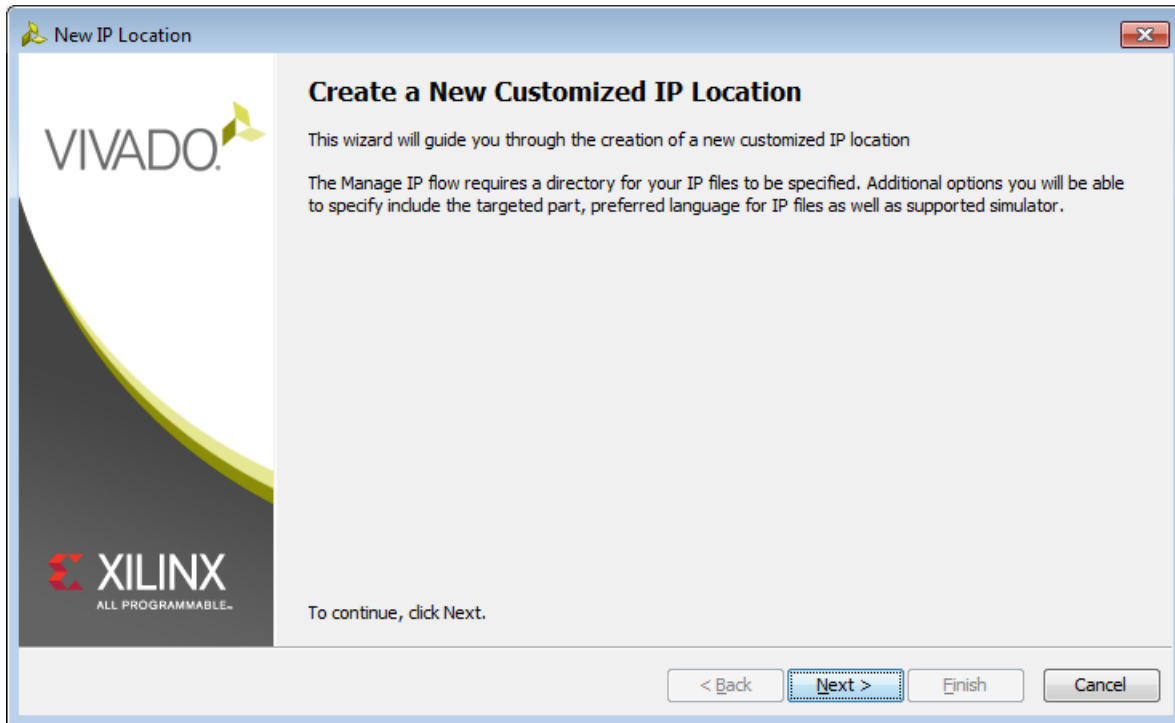 New IP Location
VIVADO.
Create a New Customized IP Location
This wizard will guide you through the creation of a new customized IP location
The Manage IP flow requires a directory for your IP files to be specified. Additional options you will be able
to specify include the targeted part, preferred language for IP files as well as supported simulator.
XILINX
ALL PROGRAMMABLE™
To continue, click Next.
< Back
Next >
Finish
Cancel